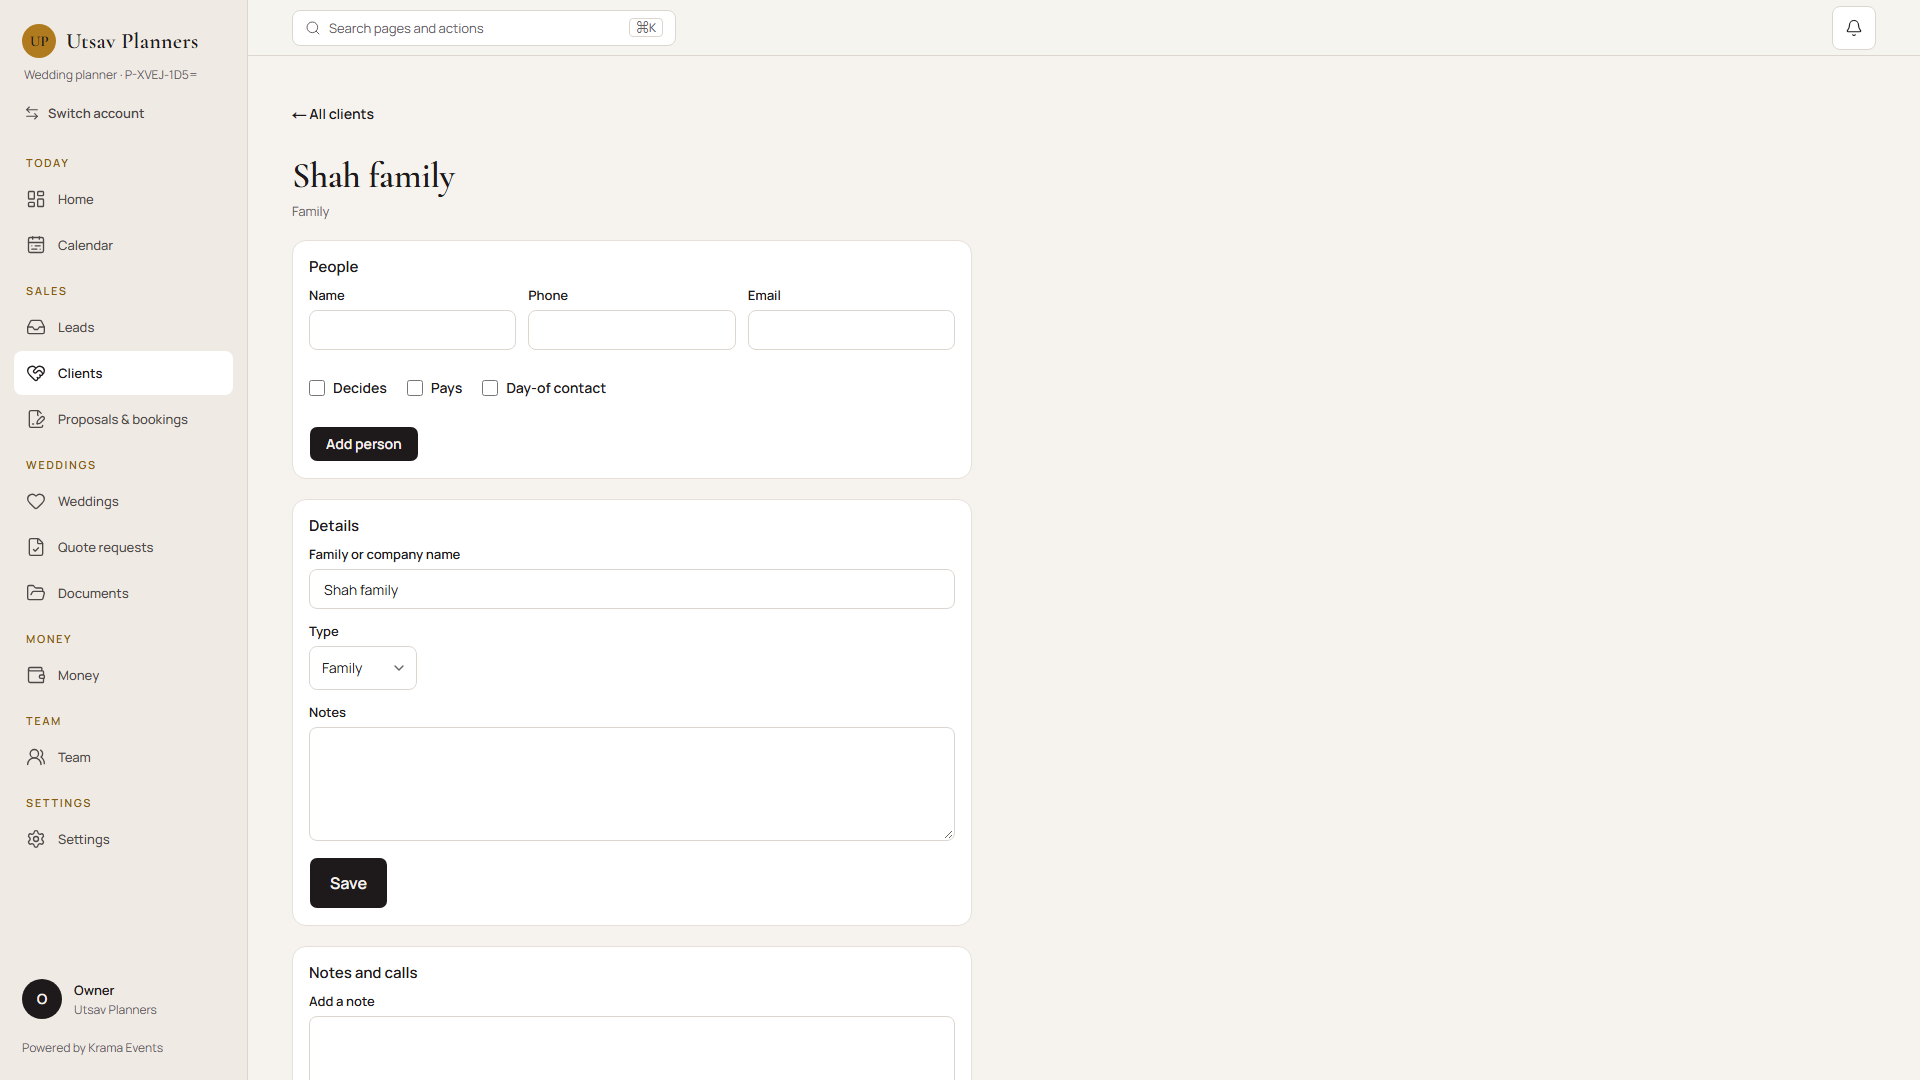 UP Utsav Planners
Wedding planner · P-XVEJ-1D5=
Switch account
TODAY
Home
Calendar
SALES
Leads
Clients
Proposals & bookings
WEDDINGS
Weddings
Quote requests
Documents
MONEY
Money
TEAM
Team
SETTINGS
Settings
O
Owner
Utsav Planners
Powered by Krama Events
Search pages and actions ⌘K
← All clients
Shah family
Family
People
Name Phone Email
Decides Pays Day-of contact
Add person
Details
Family or company name
Shah family
Type
Family
Notes
Save
Notes and calls
Add a note